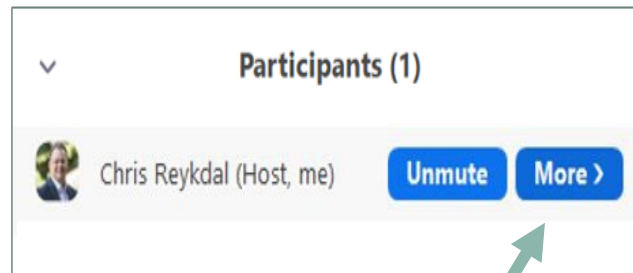 Participants (1)
Chris Reykdal (Host, me) Unmute More >